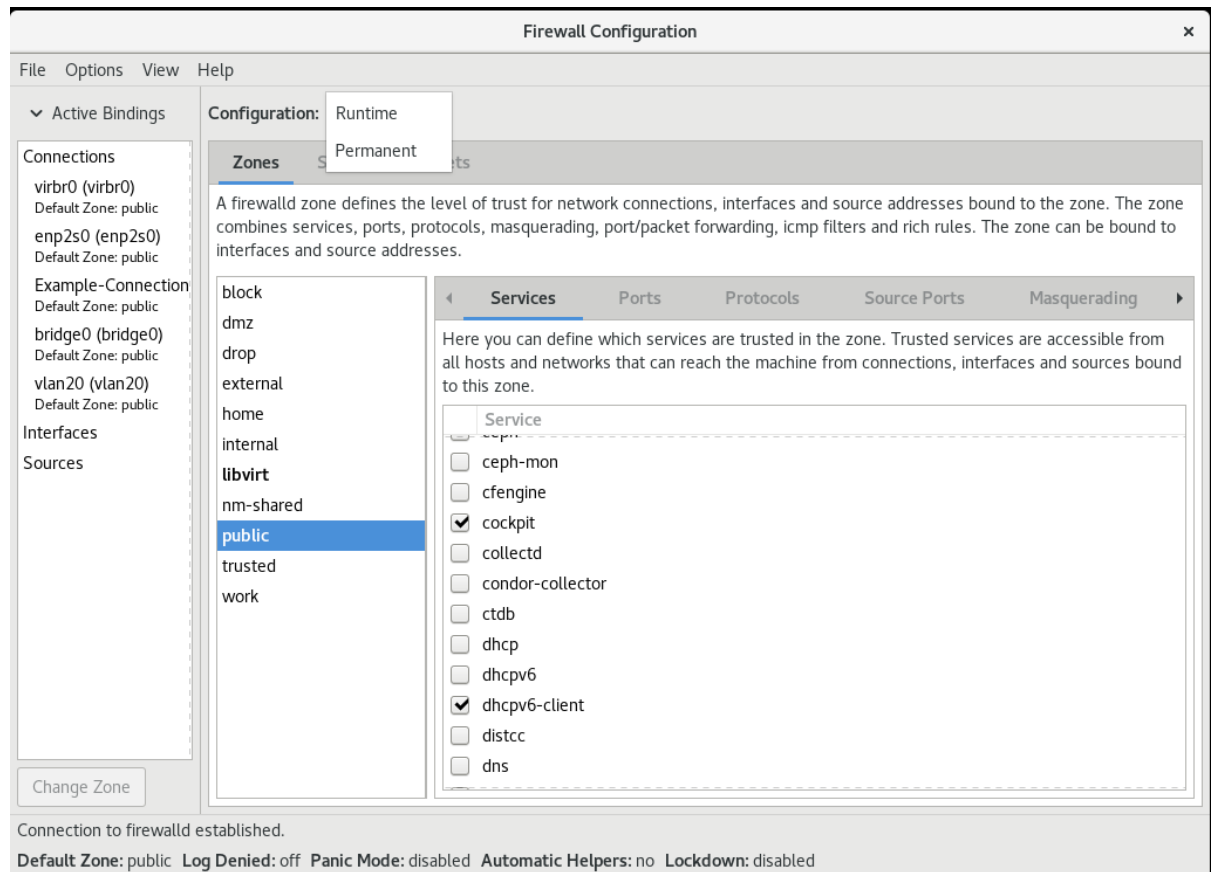 Firewall Configuration ×
File Options View Help
Active Bindings
Configuration: Runtime
Permanent
Connections
virbr0 (virbr0)
Default Zone: public
enp2s0 (enp2s0)
Default Zone: public
Example-Connection
Default Zone: public
bridge0 (bridge0)
Default Zone: public
vlan20 (vlan20)
Default Zone: public
Interfaces
Sources
Change Zone
Zones
A firewalld zone defines the level of trust for network connections, interfaces and source addresses bound to the zone. The zone
combines services, ports, protocols, masquerading, port/packet forwarding, icmp filters and rich rules. The zone can be bound to
interfaces and source addresses.
block
dmz
drop
external
home
internal
libvirt
nm-shared
public
trusted
work
Services Ports Protocols Source Ports Masquerading
Here you can define which services are trusted in the zone. Trusted services are accessible from
all hosts and networks that can reach the machine from connections, interfaces and sources bound
to this zone.
Service
ceph-mon
cfengine
cockpit
collectd
condor-collector
ctdb
dhcp
dhcpv6
dhcpv6-client
distcc
dns
Connection to firewalld established.
Default Zone: public Log Denied: off Panic Mode: disabled Automatic Helpers: no Lockdown: disabled